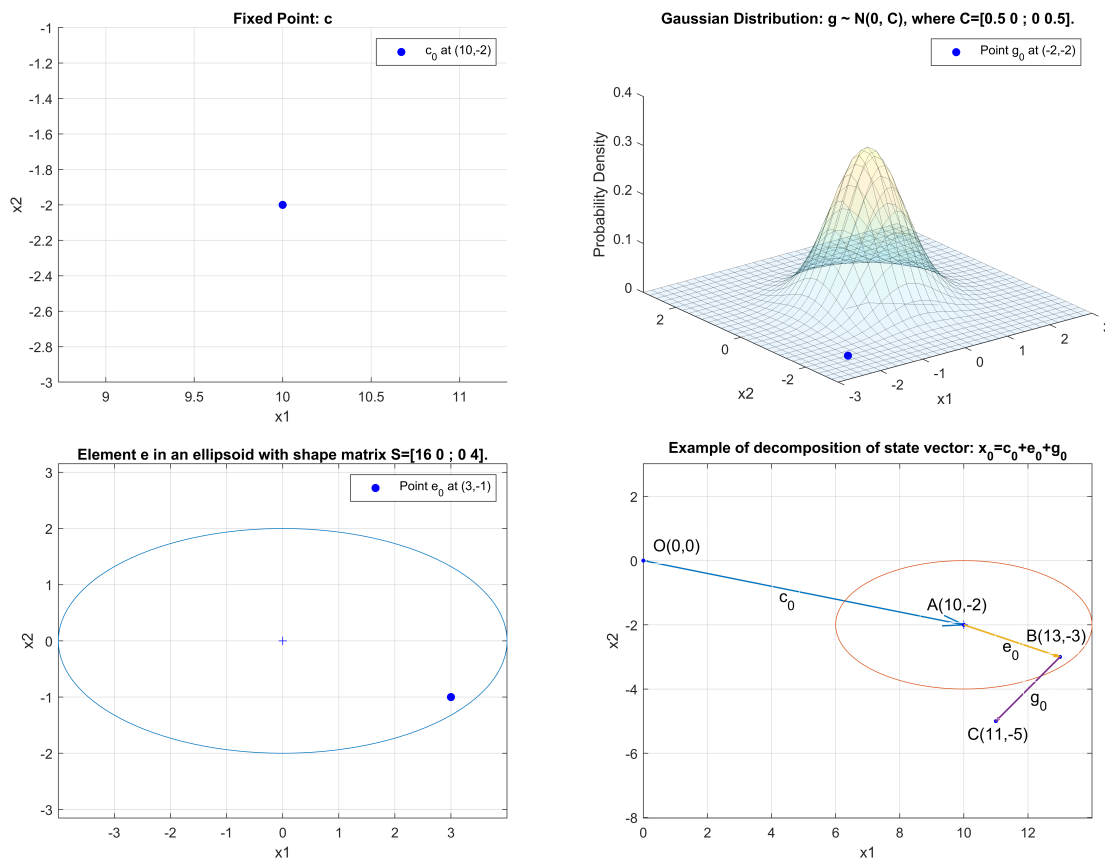 Fixed Point: c
c0 at (10,-2)
-1
-1.2
-1.4
-1.6
-1.8
-2
-2.2
-2.4
-2.6
-2.8
-3
x2
9
9.5
10
10.5
11
x1
Gaussian Distribution: g ~ N(0, C), where C=[0.5 0 ; 0 0.5].
Point g0 at (-2,-2)
0.4
0.3
0.2
0.1
0
Probability Density
2
0
-2
x2
-3
-2
-1
0
1
2
3
x1
Element e in an ellipsoid with shape matrix S=[16 0 ; 0 4].
Point e0 at (3,-1)
3
2
1
0
-1
-2
-3
x2
-3
-2
-1
0
1
2
3
x1
Example of decomposition of state vector: x0=c0+e0+g0
2
0
-2
-4
-6
-8
x2
O(0,0)
c0
A(10,-2)
B(13,-3)
e0
g0
C(11,-5)
0
2
4
6
8
10
12
x1